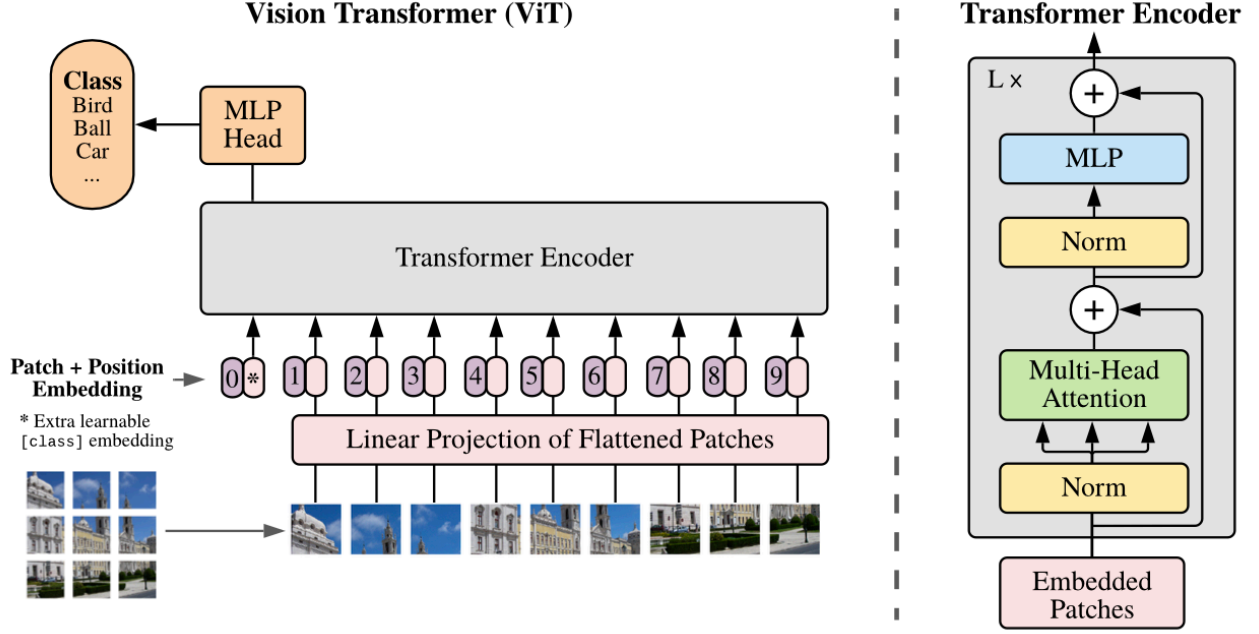 Vision Transformer (ViT)
Class
Bird
Ball
Car
...
MLP
Head
Transformer Encoder
Patch + Position
Embedding
* Extra learnable
[class] embedding
0 * 1 2 3 4 5 6 7 8 9
Linear Projection of Flattened Patches
Transformer Encoder
L ×
+
MLP
Norm
+
Multi-Head
Attention
Norm
Embedded
Patches